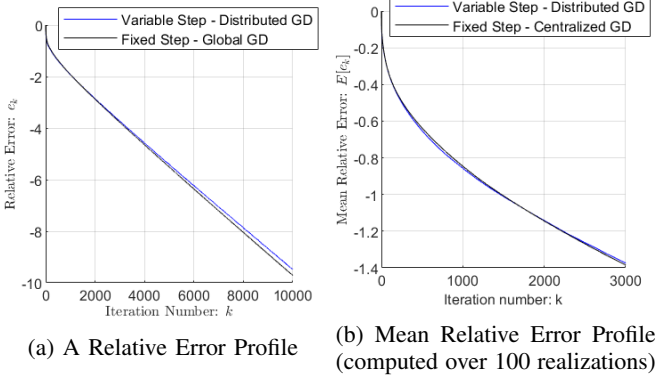 Variable Step - Distributed GD
Fixed Step - Global GD
0
-2
-4
-6
-8
-10
Relative Error: e_k
0 2000 4000 6000 8000 10000
Iteration Number: k
(a) A Relative Error Profile
Variable Step - Distributed GD
Fixed Step - Centralized GD
0
-0.2
-0.4
-0.6
-0.8
-1
-1.2
-1.4
Mean Relative Error: E[e_k]
0 1000 2000 3000
Iteration number: k
(b) Mean Relative Error Profile
(computed over 100 realizations)